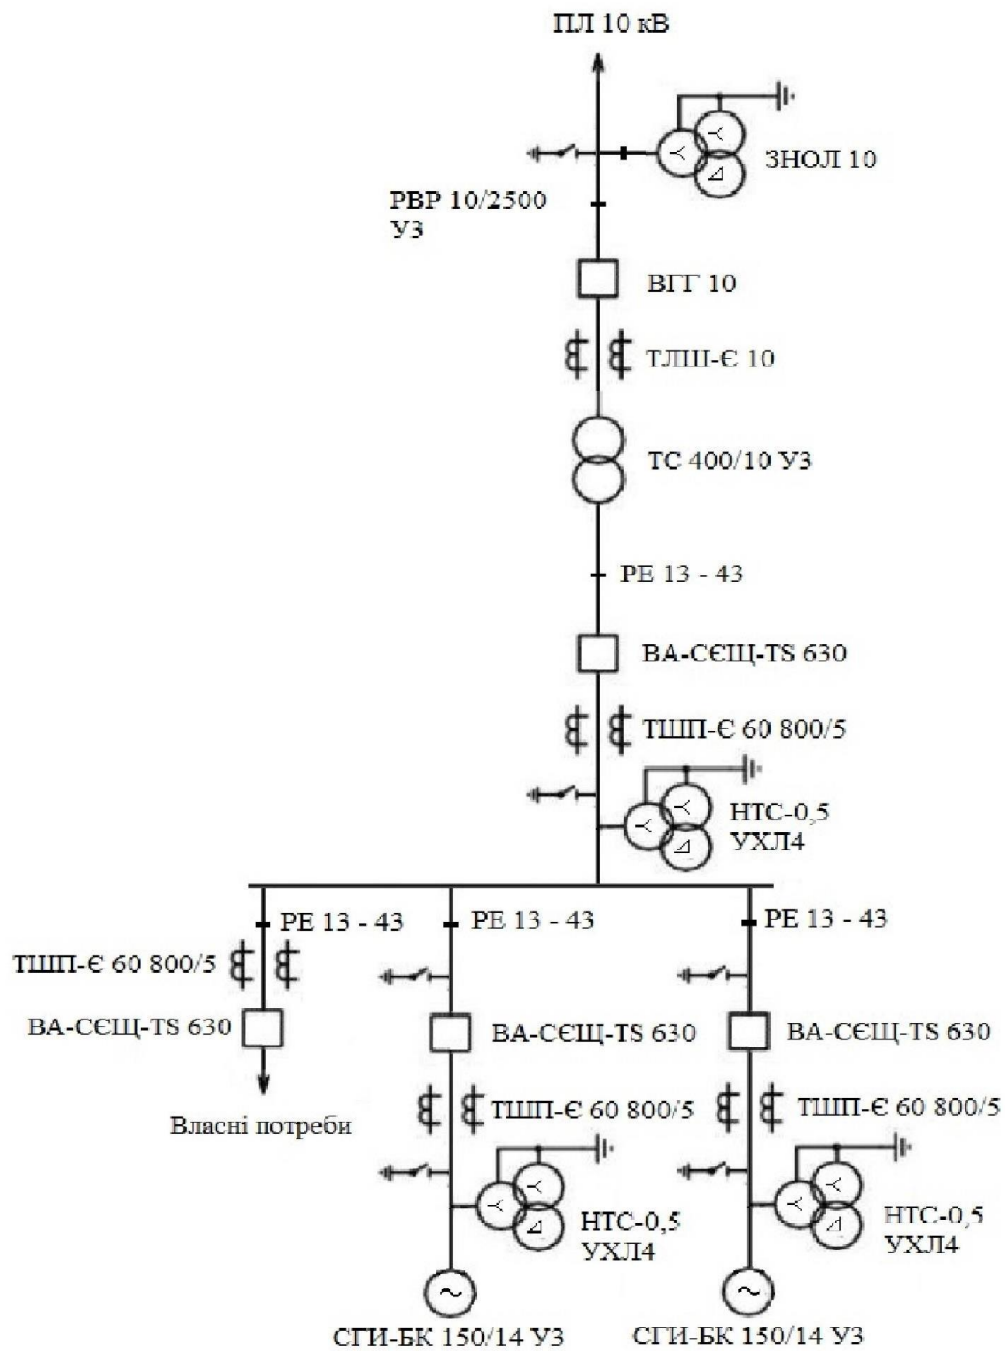 ПЛ 10 кВ
ЗНОЛ 10
РВР 10/2500
УЗ
ВГГ 10
ТЛШ-Є 10
ТС 400/10 УЗ
РЕ 13 - 43
ВА-СЄЩ-TS 630
ТШП-Є 60 800/5
НТС-0,5
УХЛ4
РЕ 13 - 43
РЕ 13 - 43
РЕ 13 - 43
ТШП-Є 60 800/5
ВА-СЄЩ-TS 630
ВА-СЄЩ-TS 630
ВА-СЄЩ-TS 630
Власні потреби
ТШП-Є 60 800/5
ТШП-Є 60 800/5
НТС-0,5
УХЛ4
НТС-0,5
УХЛ4
СГИ-БК 150/14 УЗ
СГИ-БК 150/14 УЗ